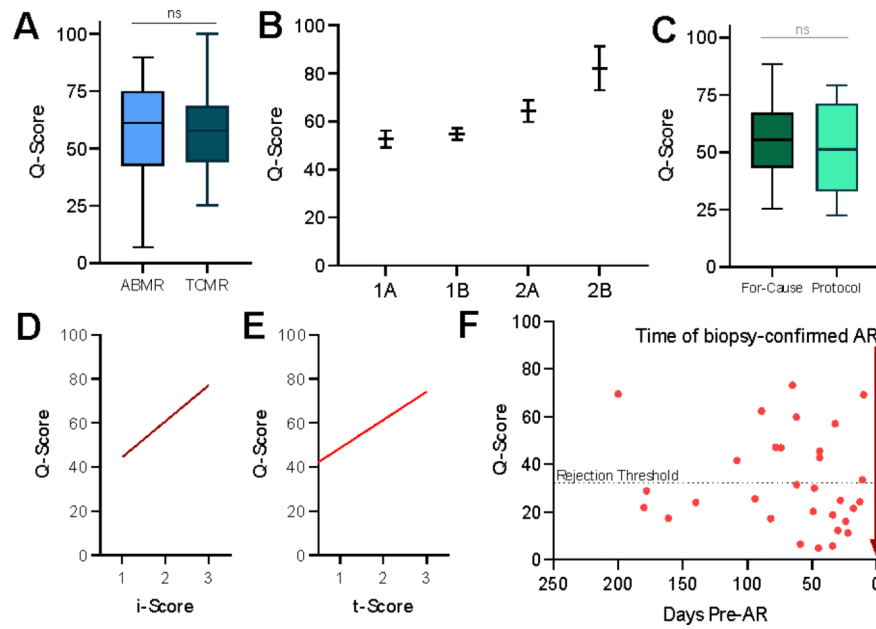 A
ns
Q-Score
100
75
50
25
0
ABMR TCMR
B
Q-Score
100
80
60
40
20
0
1A 1B 2A 2B
C
ns
Q-Score
100
75
50
25
0
For-Cause Protocol
D
Q-Score
100
80
60
40
20
0
1 2 3
i-Score
E
Q-Score
100
80
60
40
20
0
1 2 3
t-Score
F
Time of biopsy-confirmed AR
Q-Score
100
80
60
40
20
0
Rejection Threshold
250 200 150 100 50 0
Days Pre-AR